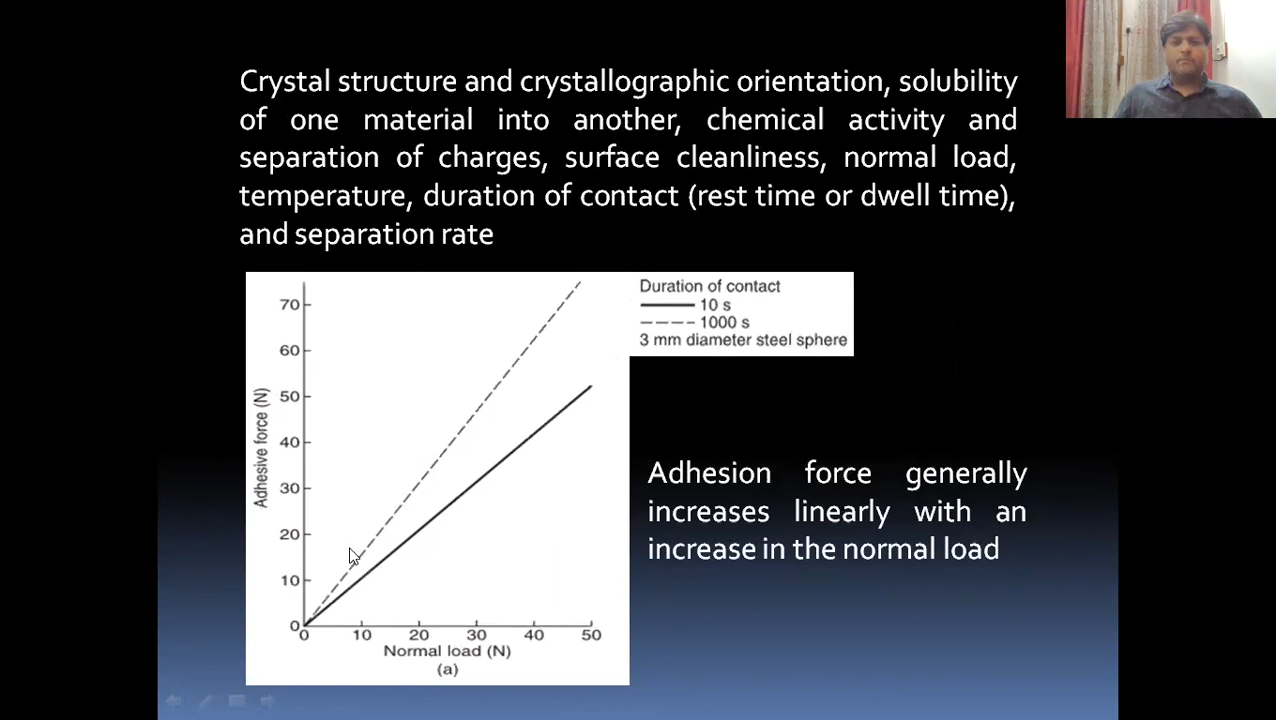 Crystal structure and crystallographic orientation, solubility
of one material into another, chemical activity and
separation of charges, surface cleanliness, normal load,
temperature, duration of contact (rest time or dwell time),
and separation rate
Duration of contact
10 s
1000 s
3 mm diameter steel sphere
Adhesive force (N)
70
60
50
40
30
20
10
0
0 10 20 30 40 50
Normal load (N)
(a)
Adhesion force generally
increases linearly with an
increase in the normal load